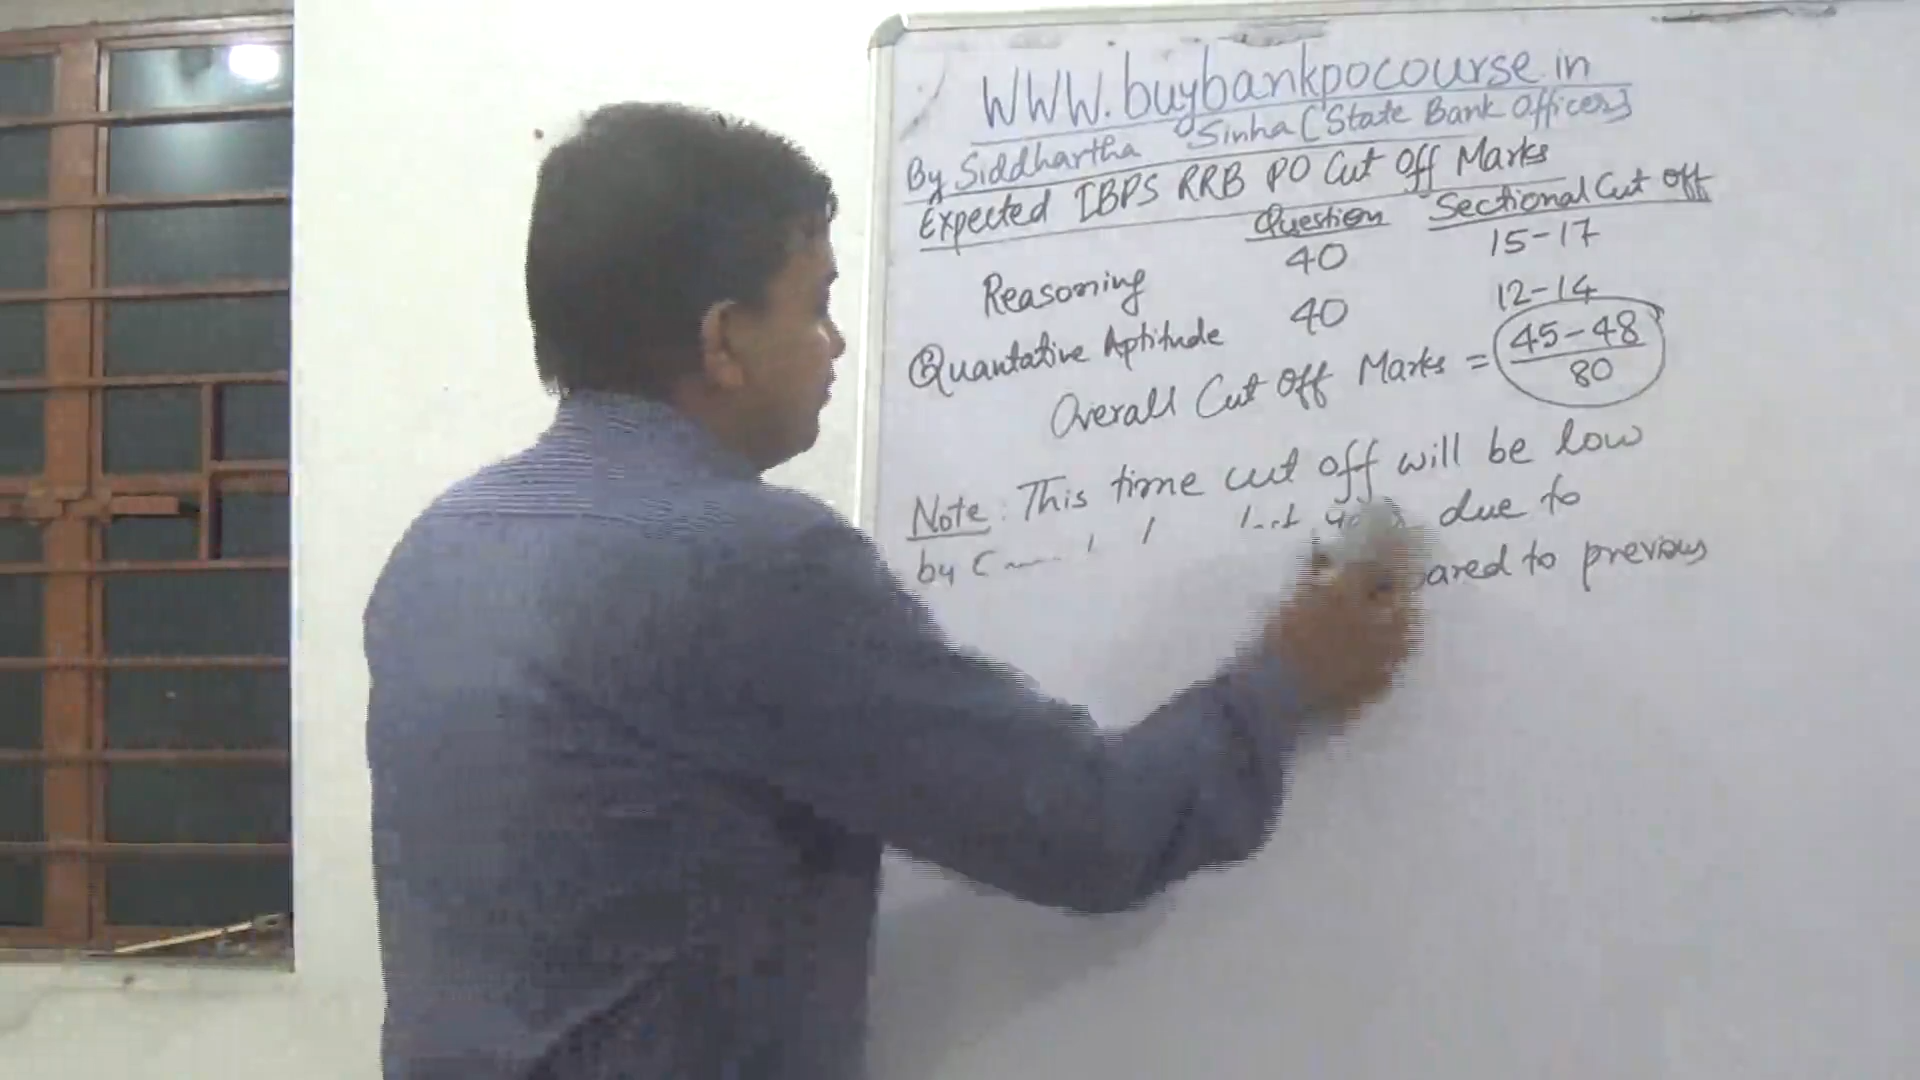 WWW.buybankpocourse.in
By Siddhartha Sinha (State Bank Officer)
Expected IBPS RRB PO Cut Off Marks
Question Sectional Cut Off
Reasoning 40 15-17
Quantative Aptitude 40 12-14
Overall Cut Off Marks = 45-48
80
Note: This time cut off will be low
by due to
to previous